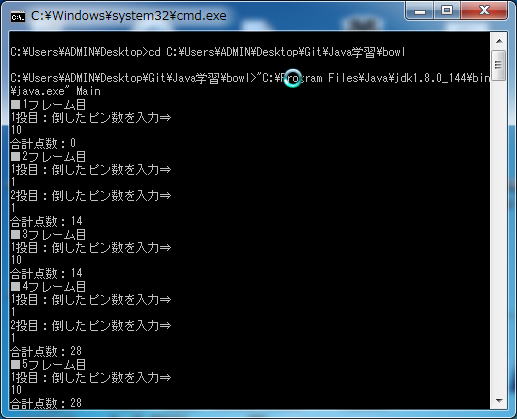 C:¥Windows¥system32¥cmd.exe
C:¥Users¥ADMIN¥Desktop>cd C:¥Users¥ADMIN¥Desktop¥Git¥Java学習¥bowl
C:¥Users¥ADMIN¥Desktop¥Git¥Java学習¥bowl>"C:¥Program Files¥Java¥jdk1.8.0_144¥bin
¥java.exe" Main
■1フレーム目
1投目：倒したピン数を入力⇒
10
合計点数：0
■2フレーム目
1投目：倒したピン数を入力⇒
1
2投目：倒したピン数を入力⇒
1
合計点数：14
■3フレーム目
1投目：倒したピン数を入力⇒
10
合計点数：14
■4フレーム目
1投目：倒したピン数を入力⇒
1
2投目：倒したピン数を入力⇒
1
合計点数：28
■5フレーム目
1投目：倒したピン数を入力⇒
10
合計点数：28